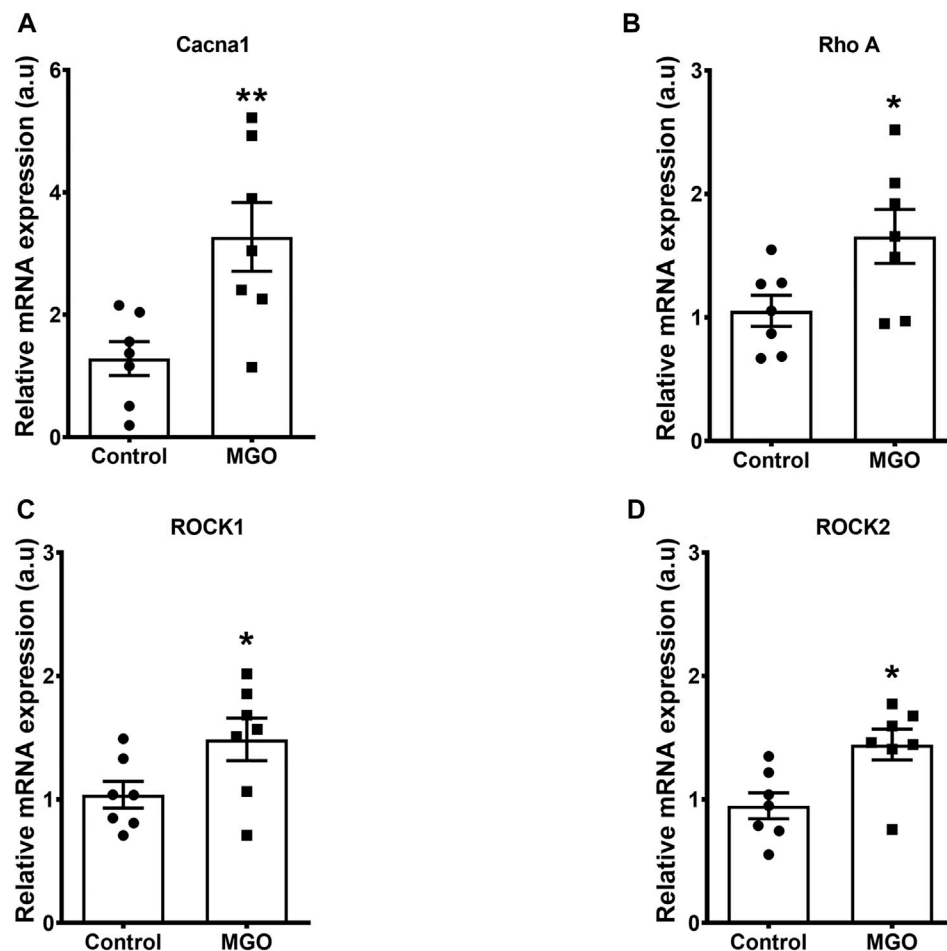 A
Cacna1
Relative mRNA expression (a.u)
6
4
2
0
**
Control MGO
B
Rho A
Relative mRNA expression (a.u)
3
2
1
0
*
Control MGO
C
ROCK1
Relative mRNA expression (a.u)
3
2
1
0
*
Control MGO
D
ROCK2
Relative mRNA expression (a.u)
3
2
1
0
*
Control MGO